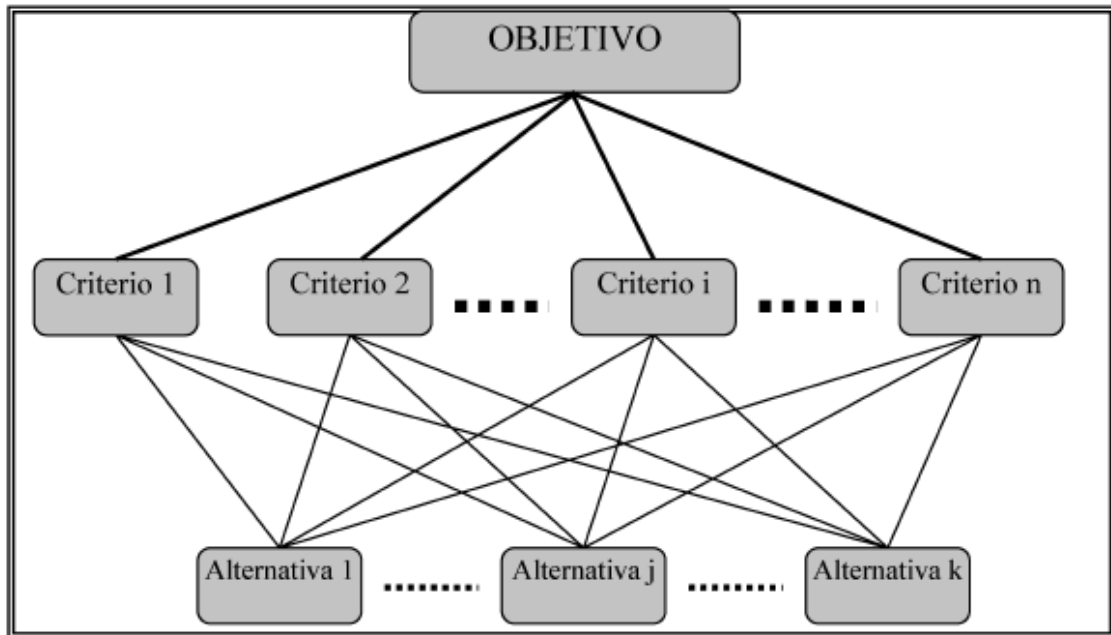 OBJETIVO
Criterio 1
Criterio 2
Criterio i
Criterio n
Alternativa 1
Alternativa j
Alternativa k